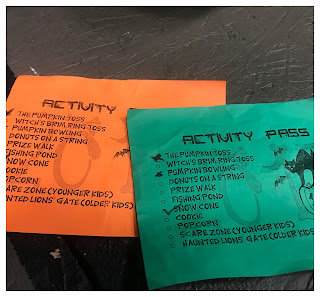 ACTIVITY
THE PUMPKIN TOSS
WITCH'S BRIM RING TOSS
PUMPKIN BOWLING
DONUTS ON A STRING
PRIZE WALK
FISHING POND
SNOW CONE
COOKIE
POPCORN
SCARE ZONE (YOUNGER KIDS)
HAUNTED LIONS' GATE (OLDER KIDS)
ACTIVITY PASS
THE PUMPKIN TOSS
WITCH'S BRIM RING TOSS
PUMPKIN BOWLING
DONUTS ON A STRING
PRIZE WALK
FISHING POND
SNOW CONE
COOKIE
POPCORN
SCARE ZONE (YOUNGER KIDS)
HAUNTED LIONS' GATE (OLDER KIDS)